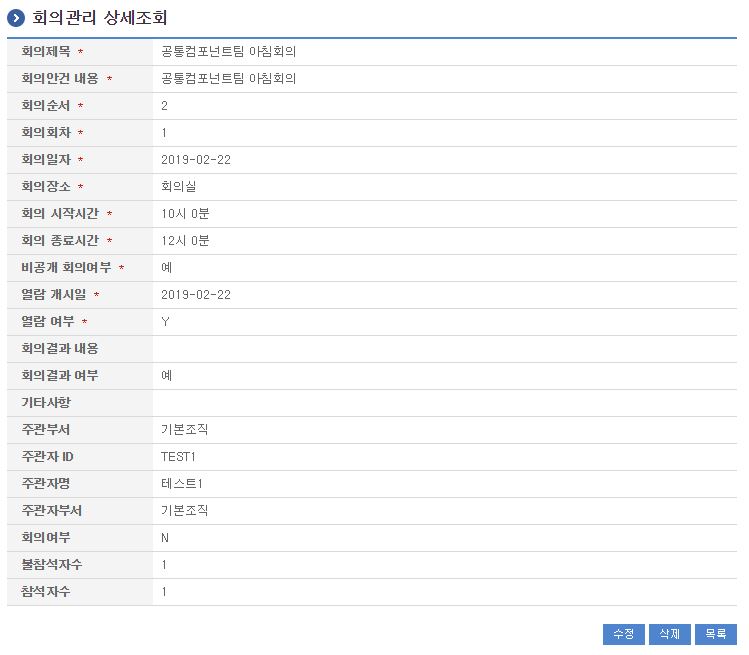 회의관리 상세조회
회의제목 * 공통컴포넌트팀 아침회의
회의안건 내용 * 공통컴포넌트팀 아침회의
회의순서 * 2
회의회차 * 1
회의일자 * 2019-02-22
회의장소 * 회의실
회의 시작시간 * 10시 0분
회의 종료시간 * 12시 0분
비공개 회의여부 * 예
열람 개시일 * 2019-02-22
열람 여부 * Y
회의결과 내용
회의결과 여부 예
기타사항
주관부서 기본조직
주관자 ID TEST1
주관자명 테스트1
주관자부서 기본조직
회의여부 N
불참석자수 1
참석자수 1
수정 삭제 목록